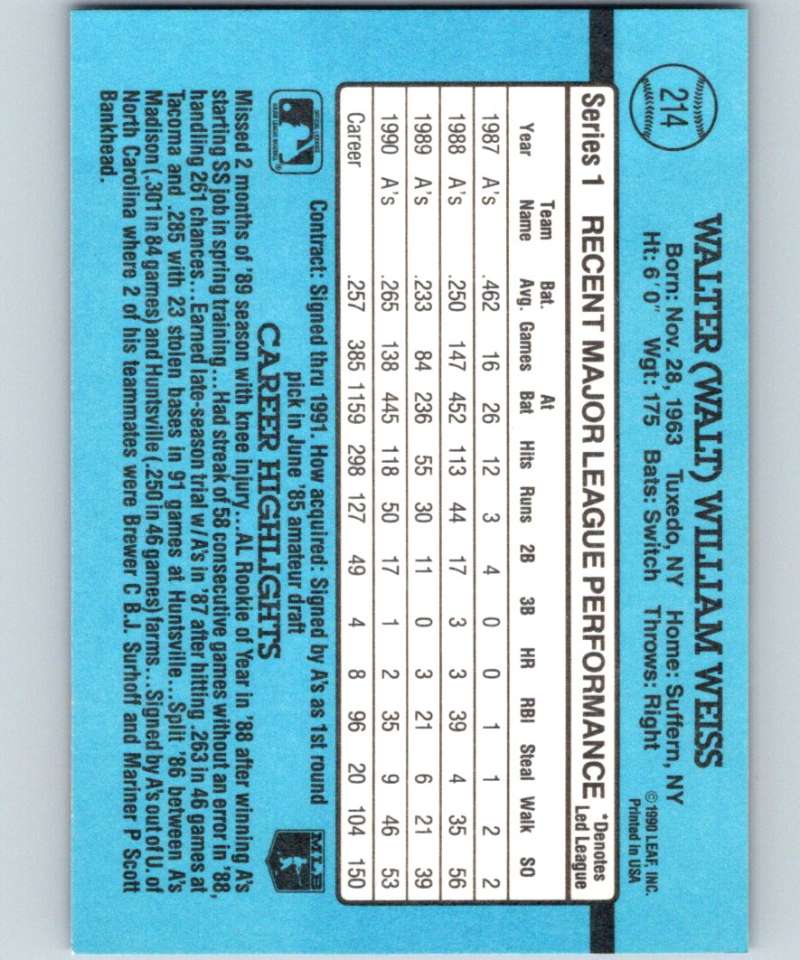 214
WALTER (WALT) WILLIAM WEISS
Born: Nov. 28, 1963 Tuxedo, NY Home: Suffern, NY
Ht: 6'0" Wgt: 175 Bats: Switch Throws: Right
©1990 LEAF, INC.
Printed in USA
Series 1 RECENT MAJOR LEAGUE PERFORMANCE *Denotes Led League
Year Team Name Bat. Avg. Games At Bat Hits Runs 2B 3B HR RBI Steal Walk SO
1987 A's .462 16 26 12 3 4 0 0 1 1 2 2
1988 A's .250 147 452 113 44 17 3 3 39 4 35 56
1989 A's .233 84 236 55 30 11 0 3 21 6 21 39
1990 A's .265 138 445 118 50 17 1 2 35 9 46 53
Career .257 385 1159 298 127 49 4 8 96 20 104 150
Contract: Signed thru 1991. How acquired: Signed by A's as 1st round
pick in June '85 amateur draft
MLB
CAREER HIGHLIGHTS
Missed 2 months of '89 season with knee injury...AL Rookie of Year in '88 after winning A's
starting SS job in spring training...Had streak of 58 consecutive games without an error in '88,
handling 261 chances...Earned late-season trial w/A's in '87 after hitting .263 in 46 games at
Tacoma and .285 with 23 stolen bases in 91 games at Huntsville...Split '86 between A's
Madison (.301 in 84 games) and Huntsville (.250 in 46 games) farms...Signed by A's out of U. of
North Carolina where 2 of his teammates were Brewer C B.J. Surhoff and Mariner P Scott
Bankhead.